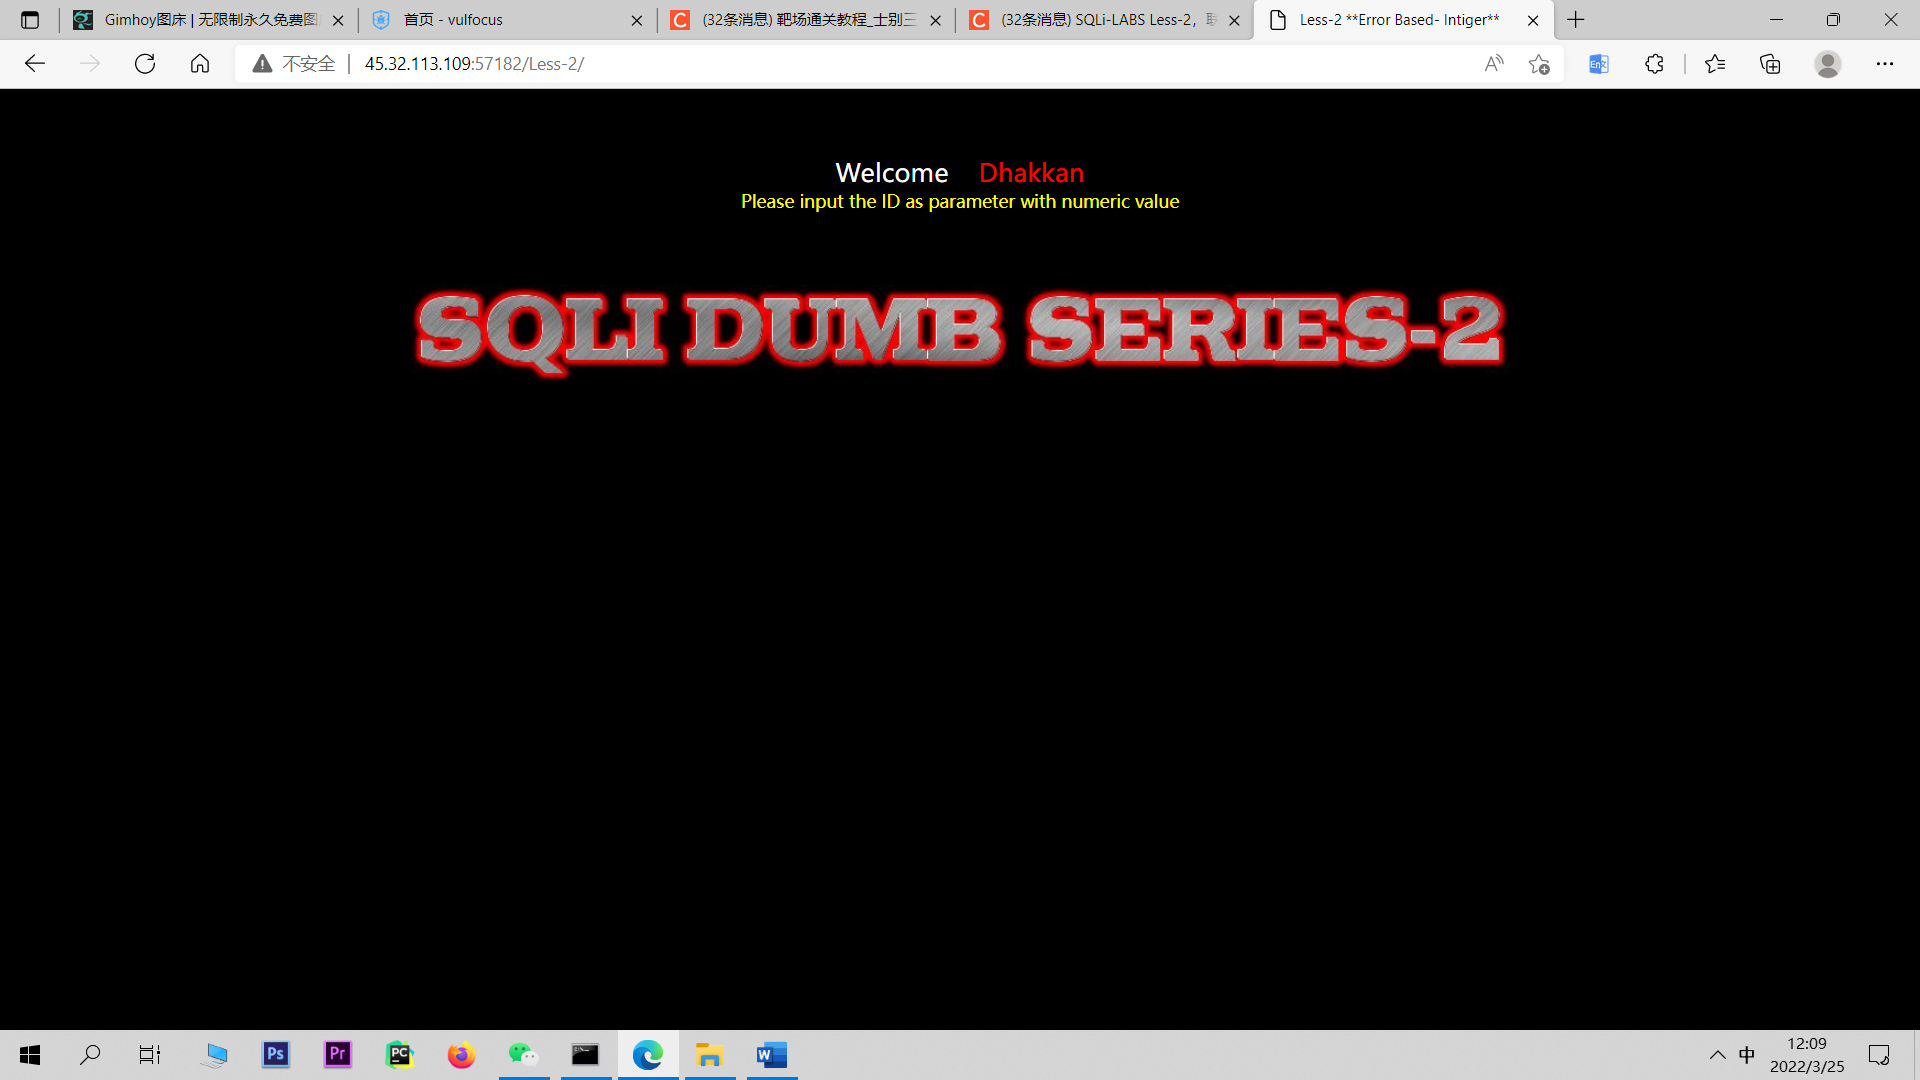 Gimhoy图床 | 无限制永久免费图
首页 - vulfocus
(32条消息) 靶场通关教程_士别三
(32条消息) SQLi-LABS Less-2，
Less-2 **Error Based- Intiger**
不安全 | 45.32.113.109:57182/Less-2/
Welcome Dhakkan
Please input the ID as parameter with numeric value
SQLI DUMB SERIES-2
Ps
Pr
PC
W
中
12:09
2022/3/25